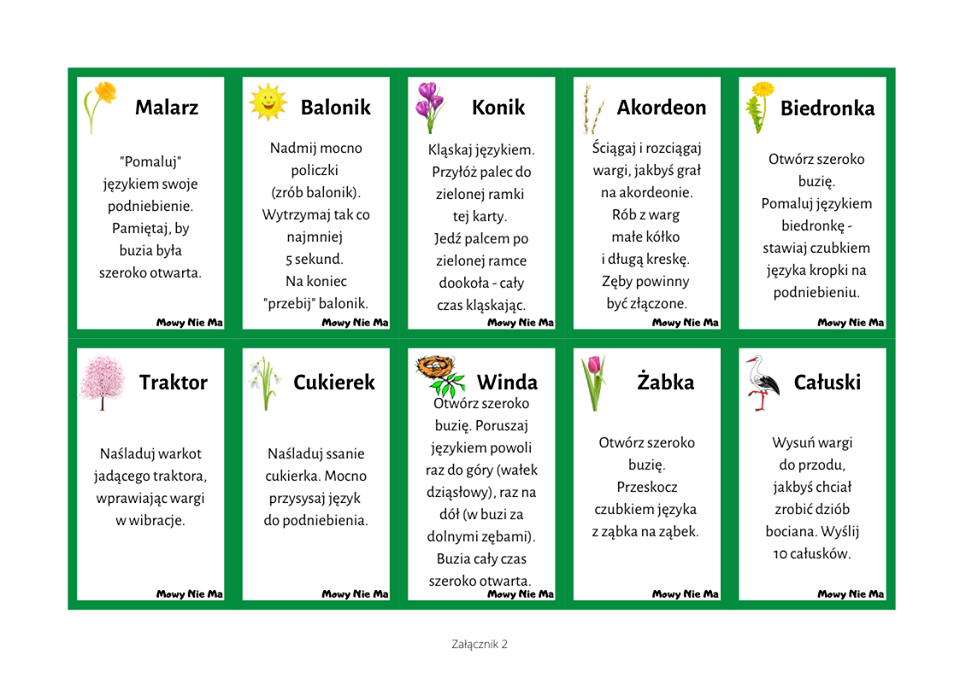 Malarz
"Pomaluj"
językiem swoje
podniebienie.
Pamiętaj, by
buzia była
szeroko otwarta.
Mowy Nie Ma
Balonik
Nadmij mocno
policzki
(zrób balonik).
Wytrzymaj tak co
najmniej
5 sekund.
Na koniec
"przebij" balonik.
Mowy Nie Ma
Konik
Kląskaj językiem.
Przyłóż palec do
zielonej ramki
tej karty.
Jedź palcem po
zielonej ramce
dookoła - cały
czas kląskając.
Mowy Nie Ma
Akordeon
Ściągaj i rozciągaj
wargi, jakbyś grał
na akordeonie.
Rób z warg
małe kółko
i długą kreskę.
Zęby powinny
być złączone.
Mowy Nie Ma
Biedronka
Otwórz szeroko
buzię.
Pomaluj językiem
biedronkę -
stawiaj czubkiem
języka kropki na
podniebieniu.
Mowy Nie Ma
Traktor
Naśladuj warkot
jadącego traktora,
wprawiając wargi
w wibracje.
Mowy Nie Ma
Cukierek
Naśladuj ssanie
cukierka. Mocno
przysysaj język
do podniebienia.
Mowy Nie Ma
Winda
Otwórz szeroko
buzię. Poruszaj
językiem powoli
raz do góry (wałek
dziąsłowy), raz na
dół (w buzi za
dolnymi zębami).
Buzia cały czas
szeroko otwarta.
Mowy Nie Ma
Żabka
Otwórz szeroko
buzię.
Przeskocz
czubkiem języka
z ząbka na ząbek.
Mowy Nie Ma
Całuski
Wysuń wargi
do przodu,
jakbyś chciał
zrobić dziób
bociana. Wyślij
10 całusków.
Mowy Nie Ma
Załącznik 2